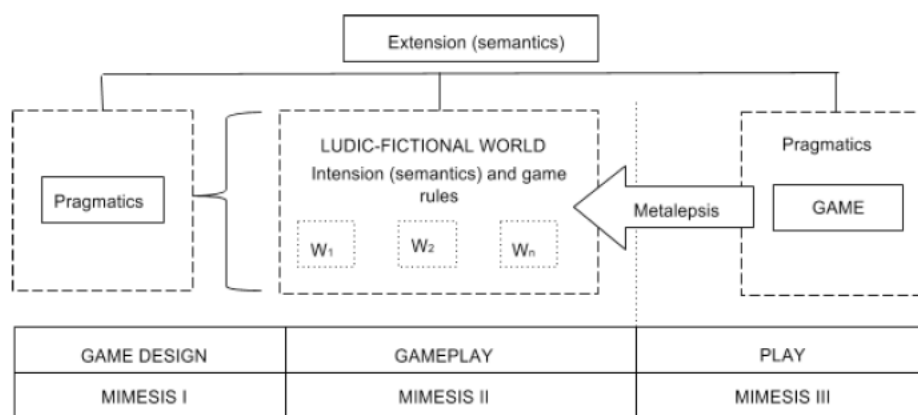 Extension (semantics)
Pragmatics
LUDIC-FICTIONAL WORLD
Intension (semantics) and game
rules
W₁
W₂
Wₙ
Metalepsis
Pragmatics
GAME
GAME DESIGN
GAMEPLAY
PLAY
MIMESIS I
MIMESIS II
MIMESIS III